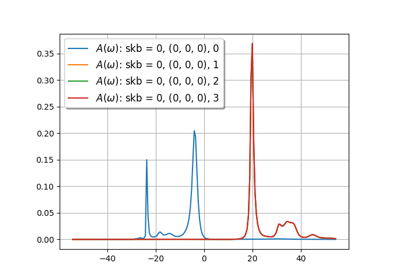 0.35
0.30
0.25
0.20
0.15
0.10
0.05
0.00
A(ω): skb = 0, (0, 0, 0), 0
A(ω): skb = 0, (0, 0, 0), 1
A(ω): skb = 0, (0, 0, 0), 2
A(ω): skb = 0, (0, 0, 0), 3
−40 −20 0 20 40